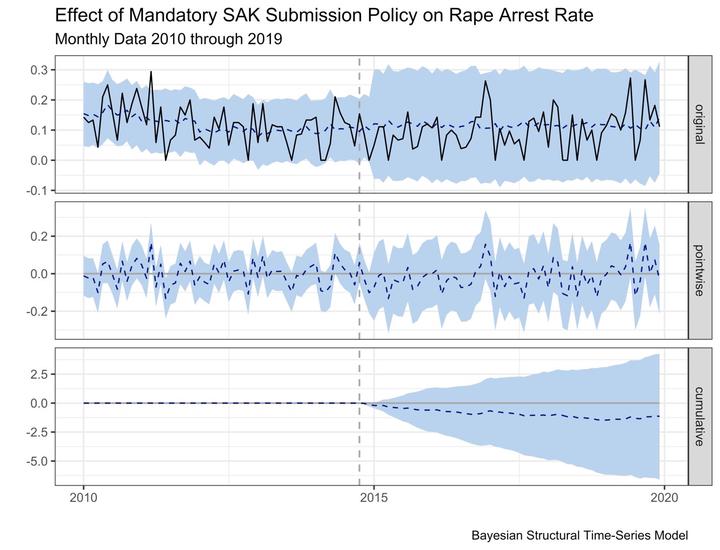 Effect of Mandatory SAK Submission Policy on Rape Arrest Rate
Monthly Data 2010 through 2019
0.3
0.2
0.1
0.0
-0.1
original
0.2
0.0
-0.2
pointwise
2.5
0.0
-2.5
-5.0
cumulative
2010 2015 2020
Bayesian Structural Time-Series Model